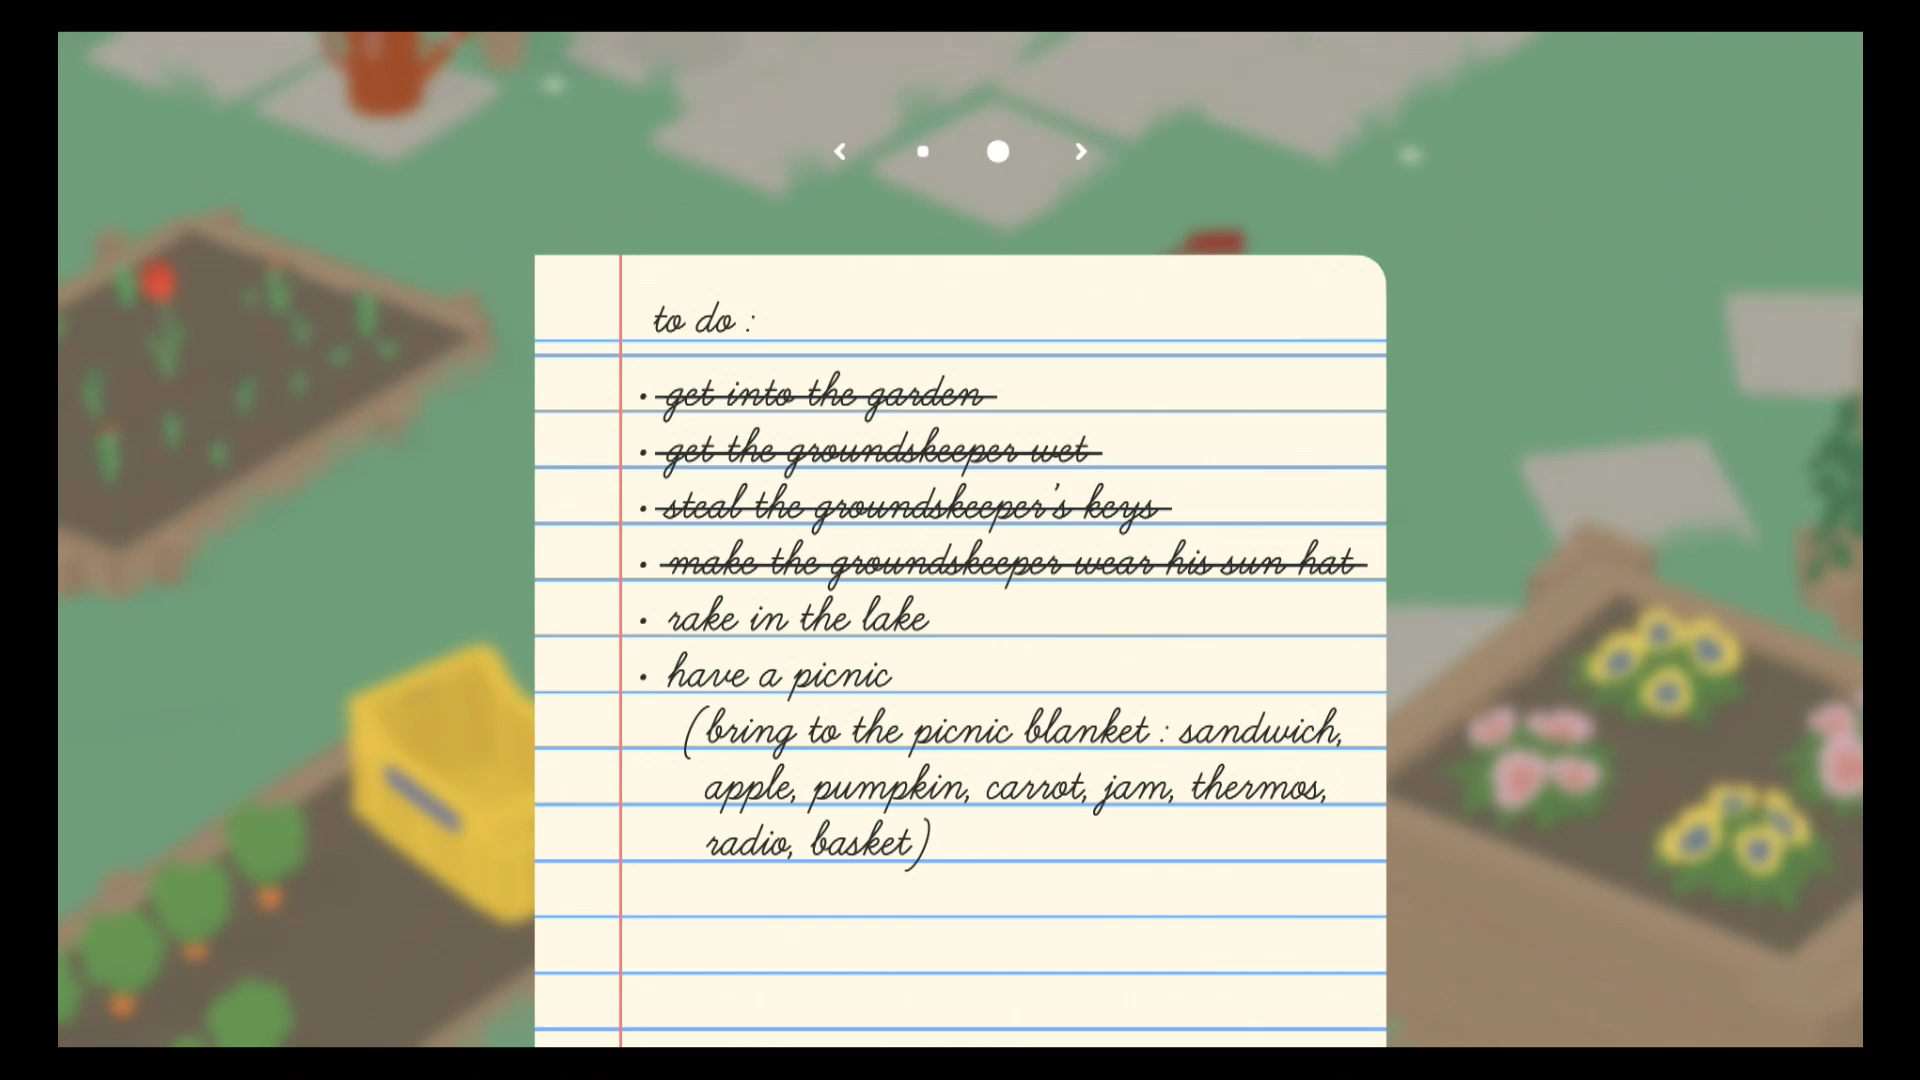 to do :
• get into the garden
• get the groundskeeper wet
• steal the groundskeeper's keys
• make the groundskeeper wear his sun hat
• rake in the lake
• have a picnic
(bring to the picnic blanket : sandwich,
apple, pumpkin, carrot, jam, thermos,
radio, basket)